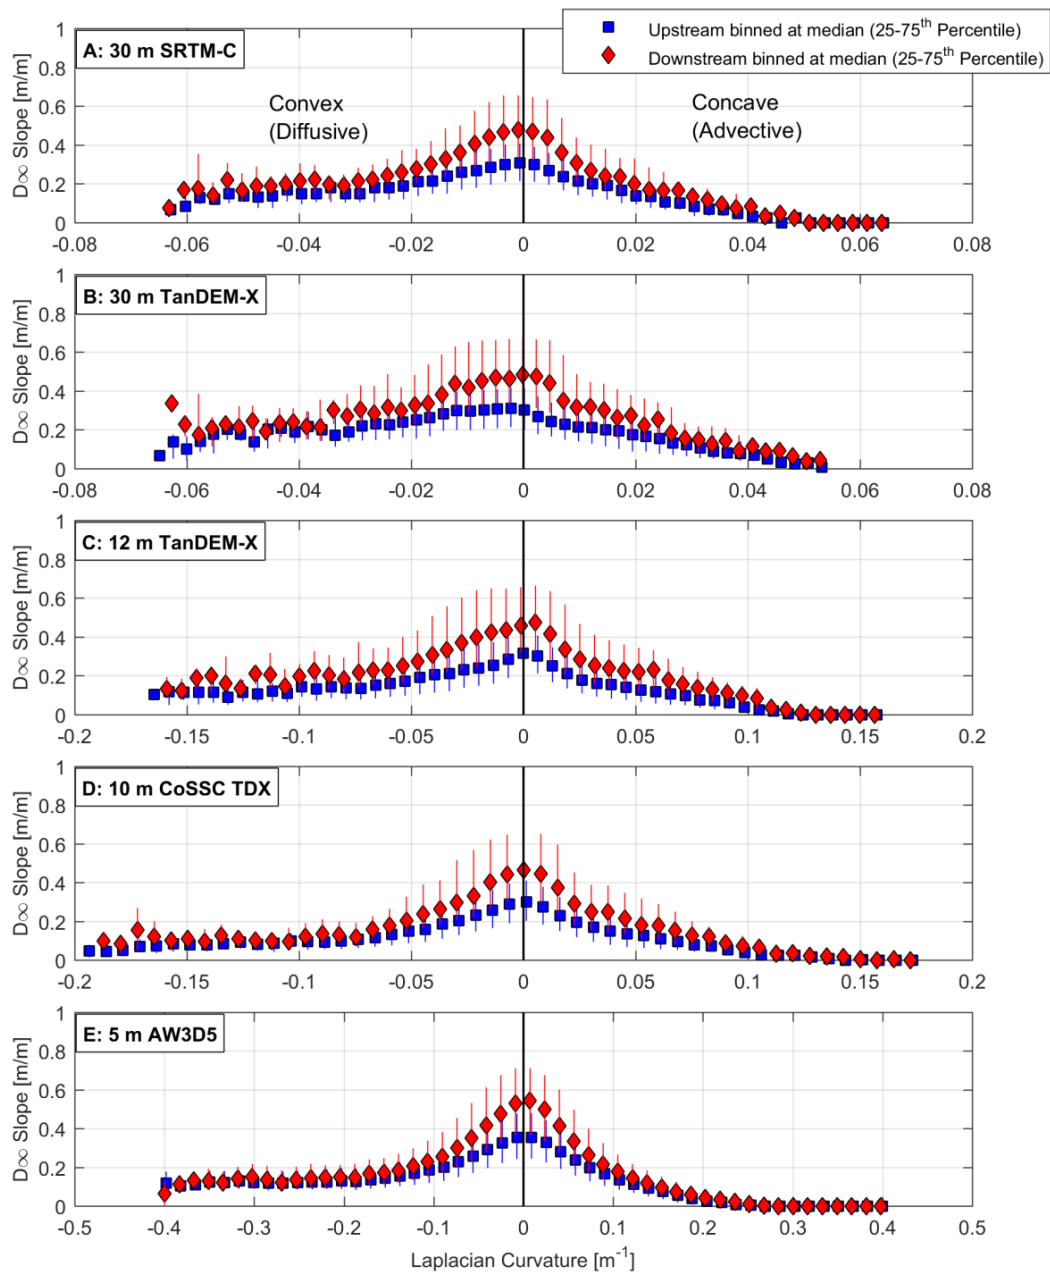 Upstream binned at median (25-75th Percentile)
Downstream binned at median (25-75th Percentile)
A: 30 m SRTM-C
Convex
(Diffusive)
Concave
(Advective)
D∞ Slope [m/m]
1
0.8
0.6
0.4
0.2
0
-0.08 -0.06 -0.04 -0.02 0 0.02 0.04 0.06 0.08
B: 30 m TanDEM-X
D∞ Slope [m/m]
1
0.8
0.6
0.4
0.2
0
-0.08 -0.06 -0.04 -0.02 0 0.02 0.04 0.06 0.08
C: 12 m TanDEM-X
D∞ Slope [m/m]
1
0.8
0.6
0.4
0.2
0
-0.2 -0.15 -0.1 -0.05 0 0.05 0.1 0.15 0.2
D: 10 m CoSSC TDX
D∞ Slope [m/m]
1
0.8
0.6
0.4
0.2
0
-0.2 -0.15 -0.1 -0.05 0 0.05 0.1 0.15 0.2
E: 5 m AW3D5
D∞ Slope [m/m]
1
0.8
0.6
0.4
0.2
0
-0.5 -0.4 -0.3 -0.2 -0.1 0 0.1 0.2 0.3 0.4 0.5
Laplacian Curvature [m-1]